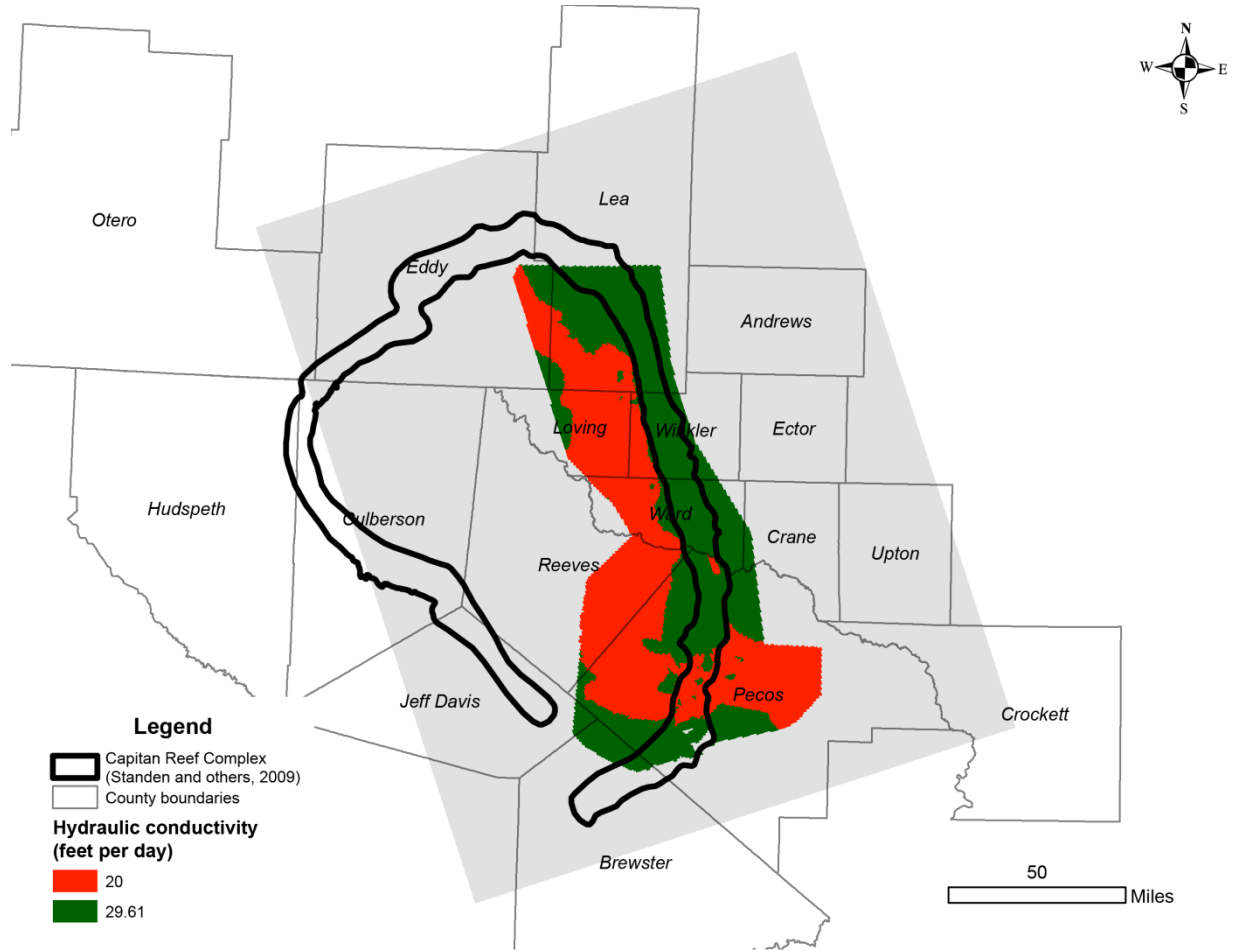 N
W E
S
Lea
Otero
Eddy
Andrews
Loving
Winkler
Ector
Hudspeth
Culberson
Ward
Crane
Upton
Reeves
Jeff Davis
Pecos
Crockett
Brewster
Legend
Capitan Reef Complex
(Standen and others, 2009)
County boundaries
Hydraulic conductivity
(feet per day)
20
29.61
50
Miles